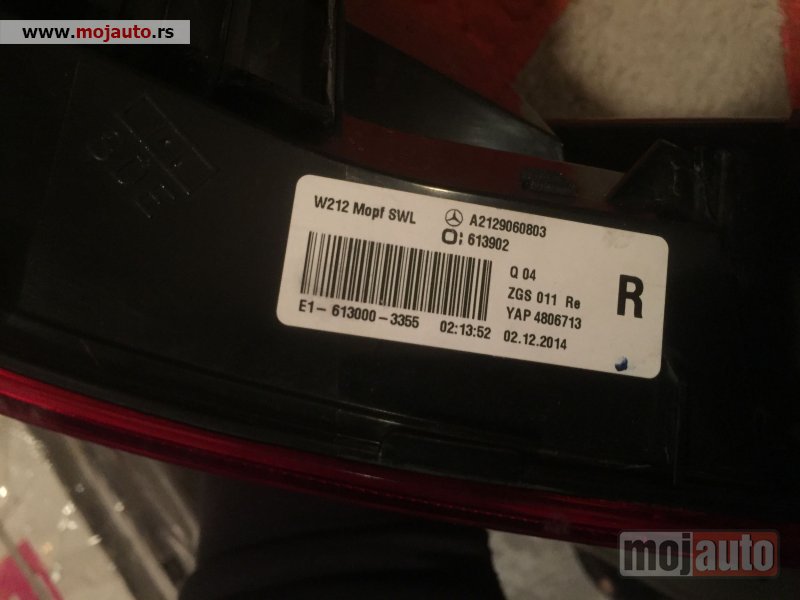 www.mojauto.rs
W212 Mopf SWL
A2129060803
613902
Q 04
ZGS 011 Re
YAP 4806713
R
E1- 613000-3355 02:13:52 02.12.2014
mojauto